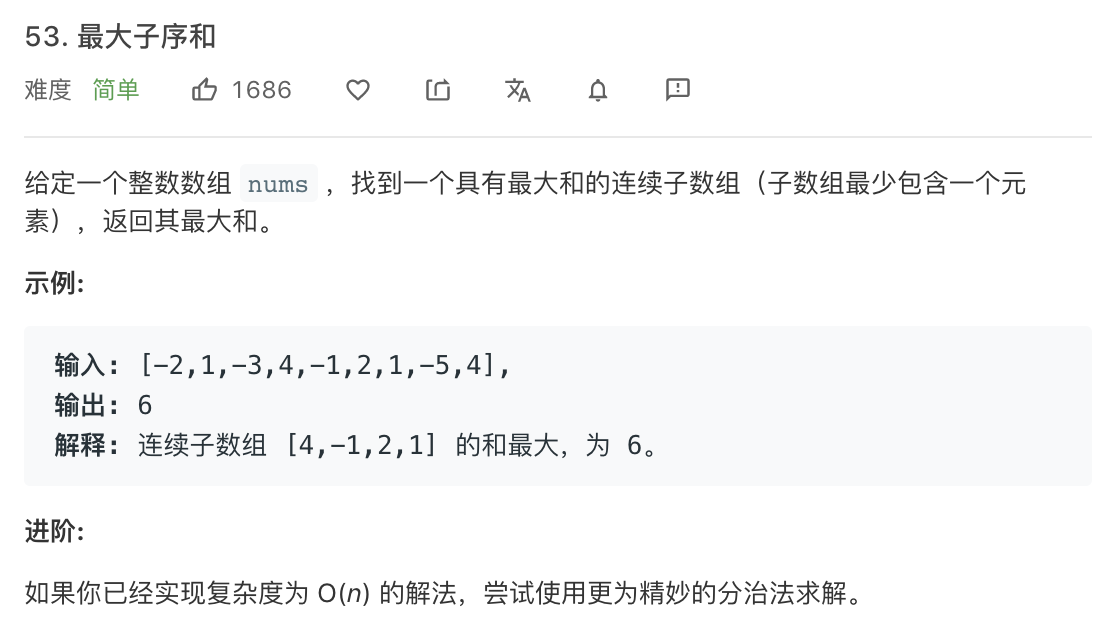 53. 最大子序和
难度 简单 1686
给定一个整数数组 nums ，找到一个具有最大和的连续子数组（子数组最少包含一个元
素），返回其最大和。
示例:
输入: [-2,1,-3,4,-1,2,1,-5,4],
输出: 6
解释: 连续子数组 [4,-1,2,1] 的和最大，为 6。
进阶:
如果你已经实现复杂度为 O(n) 的解法，尝试使用更为精妙的分治法求解。